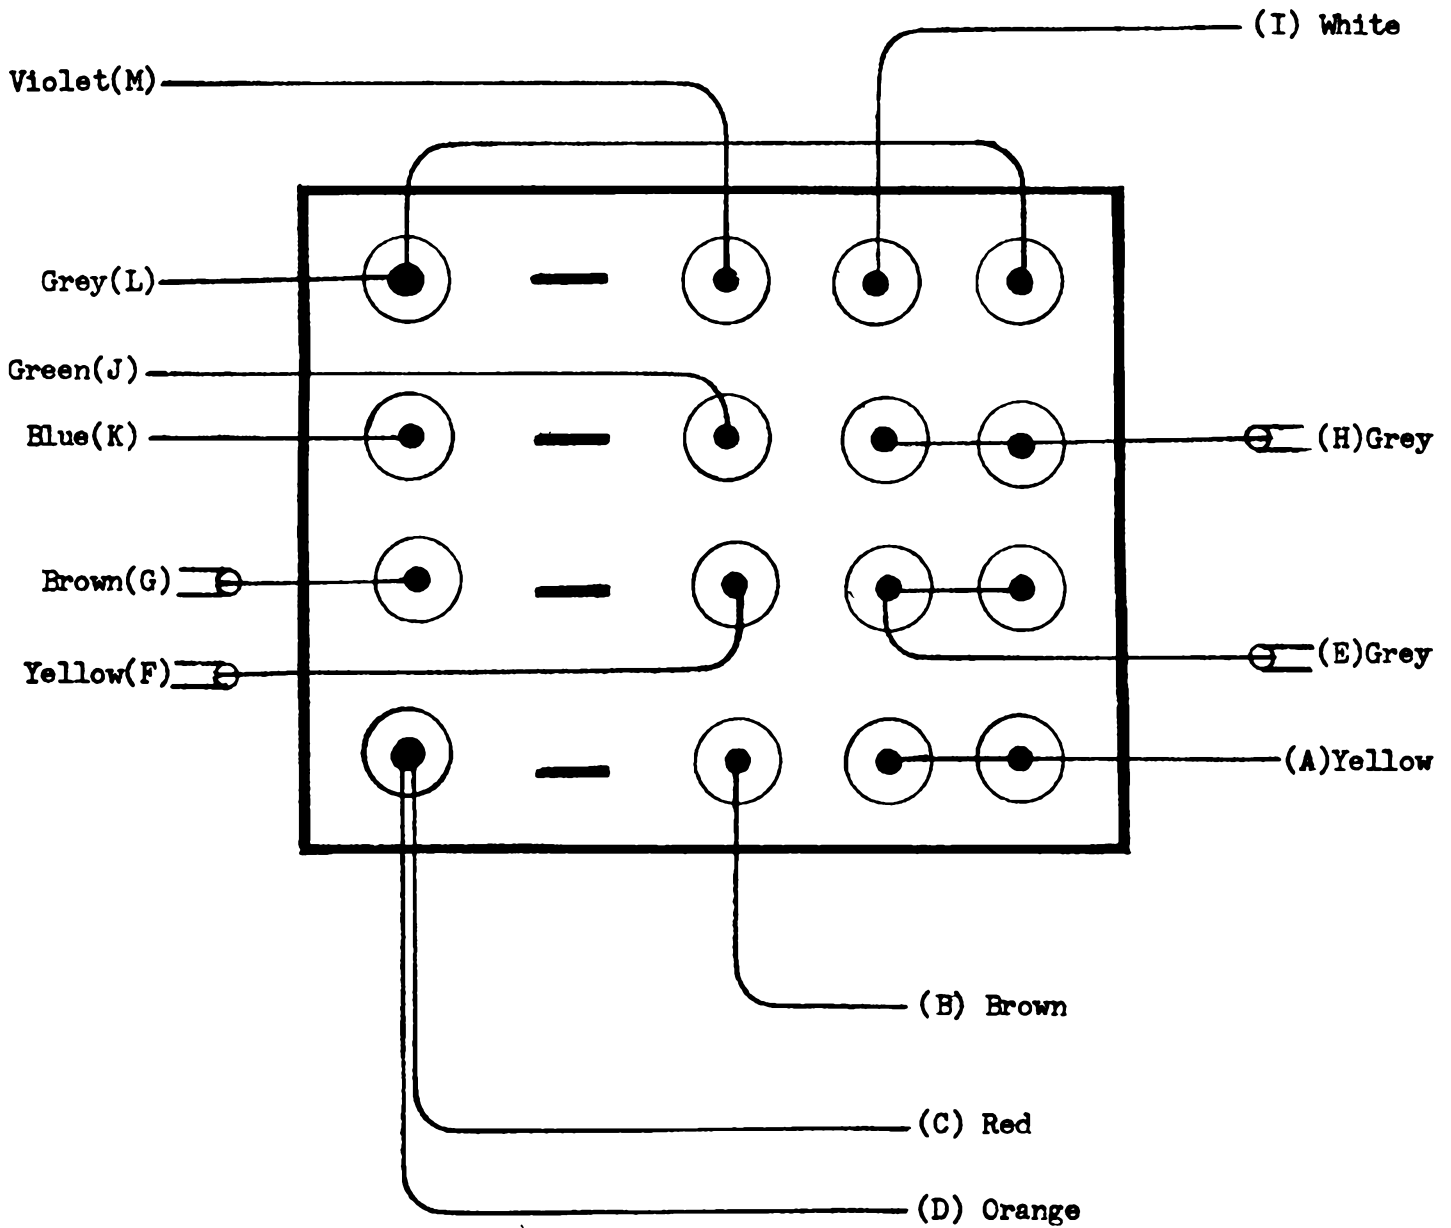 (I) White
Violet(M)
Grey(L)
Green(J)
Blue(K)
(H)Grey
Brown(G)
(E)Grey
Yellow(F)
(A)Yellow
(B) Brown
(C) Red
(D) Orange